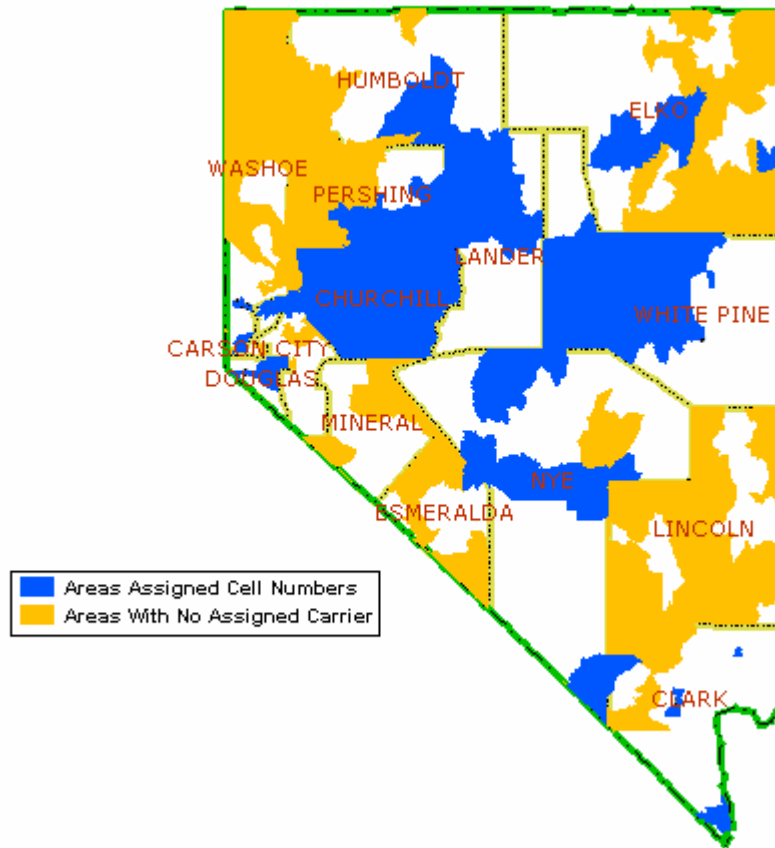 HUMBOLDT
ELKO
WASHOE
PERSHING
LANDER
CHURCHILL
WHITE PINE
CARSON CITY
DOUGLAS
MINERAL
NYE
ESMERALDA
LINCOLN
Areas Assigned Cell Numbers
Areas With No Assigned Carrier
CLARK